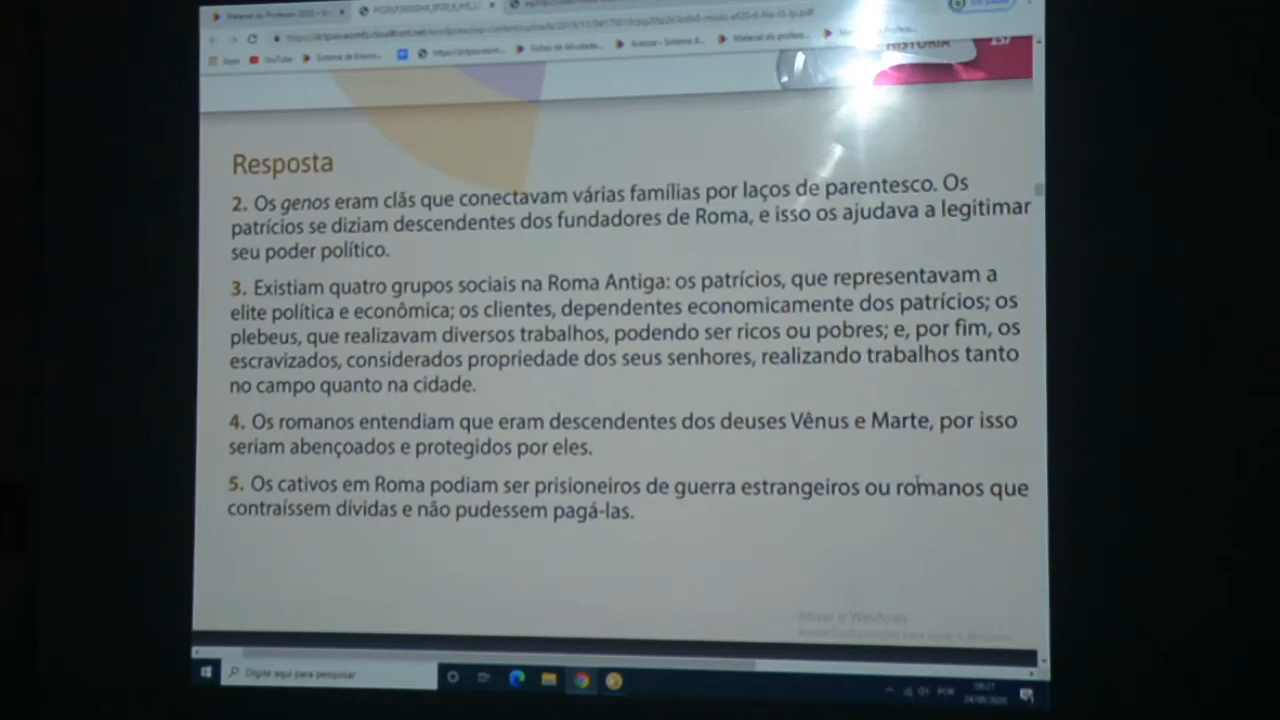 YouTube
HISTÓRIA
Resposta
2. Os genos eram clãs que conectavam várias famílias por laços de parentesco. Os
patrícios se diziam descendentes dos fundadores de Roma, e isso os ajudava a legitimar
seu poder político.
3. Existiam quatro grupos sociais na Roma Antiga: os patrícios, que representavam a
elite política e econômica; os clientes, dependentes economicamente dos patrícios; os
plebeus, que realizavam diversos trabalhos, podendo ser ricos ou pobres; e, por fim, os
escravizados, considerados propriedade dos seus senhores, realizando trabalhos tanto
no campo quanto na cidade.
4. Os romanos entendiam que eram descendentes dos deuses Vênus e Marte, por isso
seriam abençoados e protegidos por eles.
5. Os cativos em Roma podiam ser prisioneiros de guerra estrangeiros ou romanos que
contraíssem dívidas e não pudessem pagá-las.
Ativar o Windows
Digite aqui para pesquisar
POR